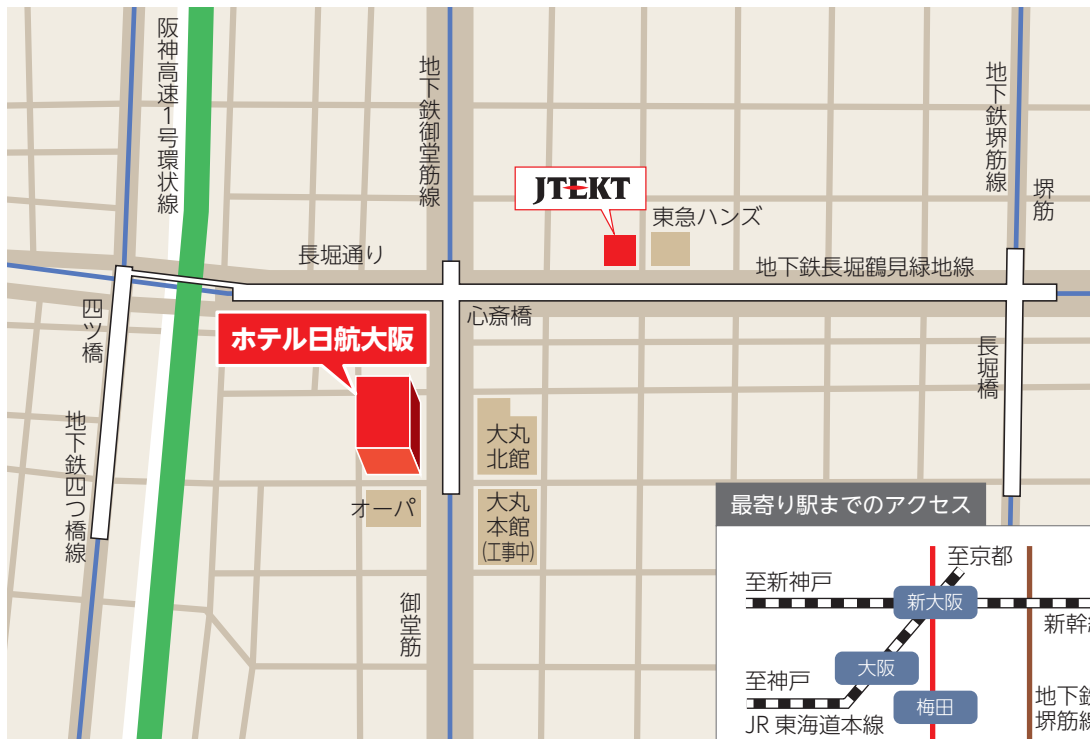 阪神高速1号環状線
地下鉄御堂筋線
地下鉄堺筋線
堺筋
JTEKT
東急ハンズ
長堀通り
地下鉄長堀鶴見緑地線
四ツ橋
心斎橋
ホテル日航大阪
長堀橋
地下鉄四つ橋線
大丸
北館
オーパ
大丸
本館
(工事中)
御堂筋
最寄り駅までのアクセス
至京都
至新神戸
新大阪
新幹
大阪
至神戸
梅田
JR 東海道本線
地下鉄
堺筋線